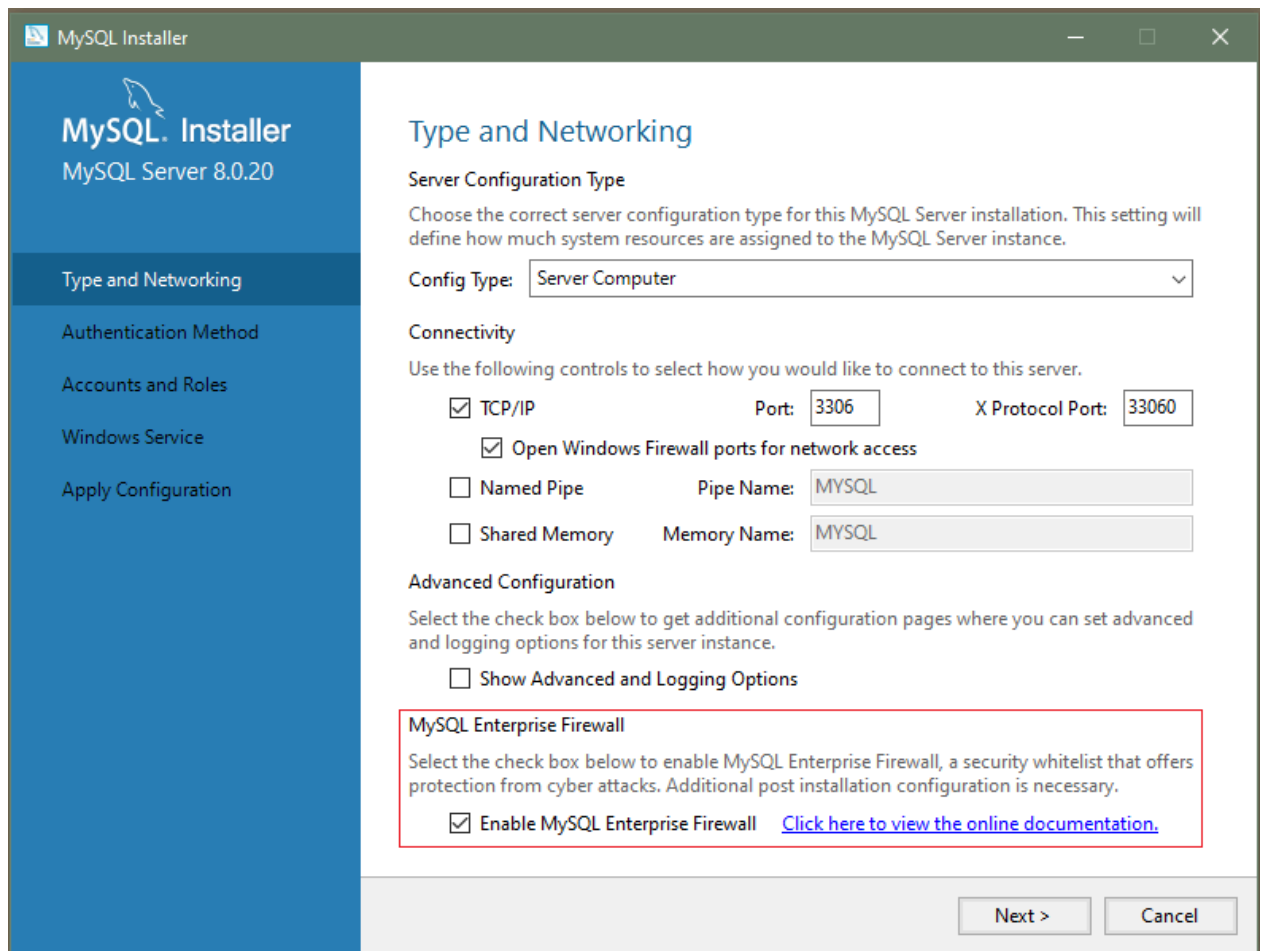 MySQL Installer
MySQL. Installer
MySQL Server 8.0.20
Type and Networking
Authentication Method
Accounts and Roles
Windows Service
Apply Configuration
Type and Networking
Server Configuration Type
Choose the correct server configuration type for this MySQL Server installation. This setting will
define how much system resources are assigned to the MySQL Server instance.
Config Type: Server Computer
Connectivity
Use the following controls to select how you would like to connect to this server.
TCP/IP Port: 3306 X Protocol Port: 33060
Open Windows Firewall ports for network access
Named Pipe Pipe Name: MYSQL
Shared Memory Memory Name: MYSQL
Advanced Configuration
Select the check box below to get additional configuration pages where you can set advanced
and logging options for this server instance.
Show Advanced and Logging Options
MySQL Enterprise Firewall
Select the check box below to enable MySQL Enterprise Firewall, a security whitelist that offers
protection from cyber attacks. Additional post installation configuration is necessary.
Enable MySQL Enterprise Firewall Click here to view the online documentation.
Next > Cancel